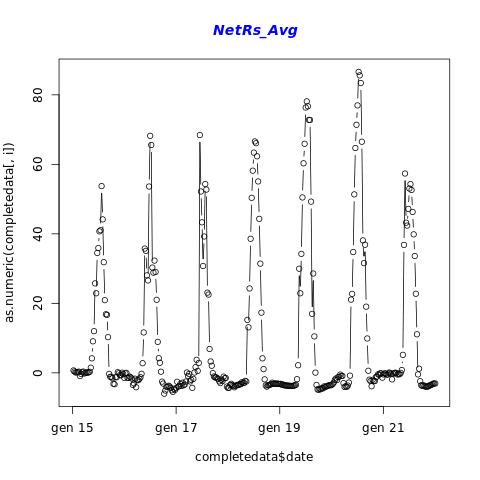 NetRs_Avg
as.numeric(completedata[, i])
80
60
40
20
0
gen 15
gen 17
gen 19
gen 21
completedata$date